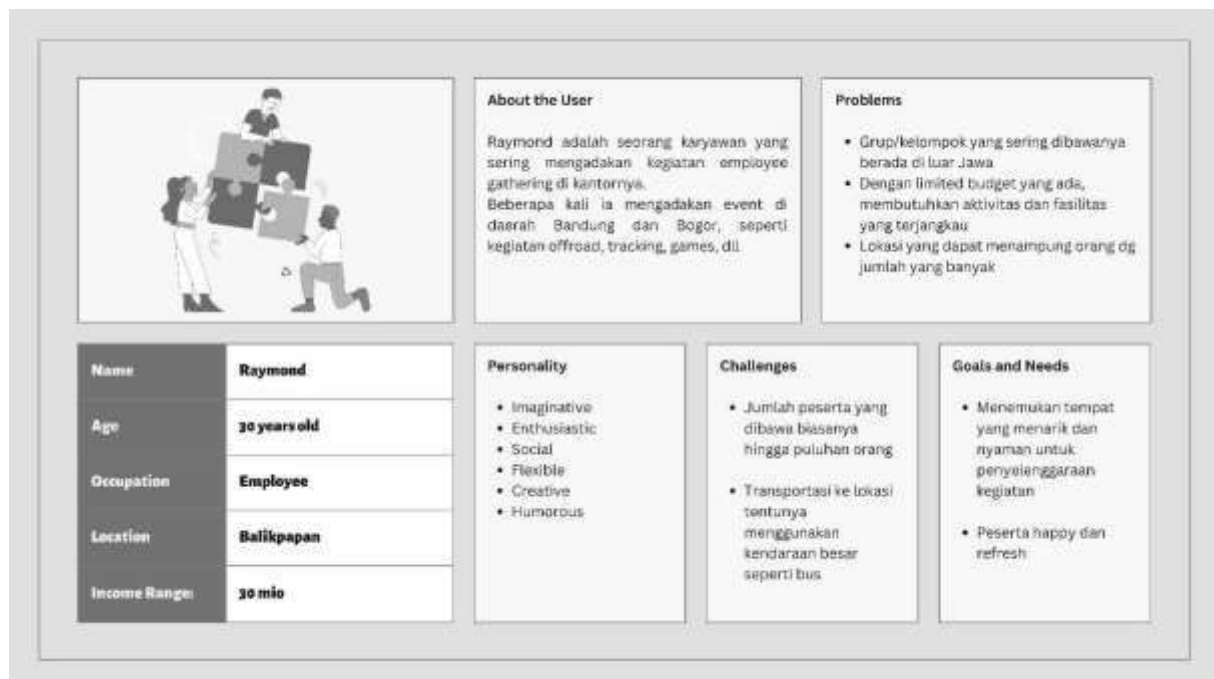 About the User
Raymond adalah seorang karyawan yang
sering mengadakan kegiatan employee
gathering di kantornya.
Beberapa kali ia mengadakan event di
daerah Bandung dan Bogor, seperti
kegiatan offroad, tracking, games, dll
Problems
• Grup/kelompok yang sering dibawanya
berada di luar Jawa
• Dengan limited budget yang ada,
membutuhkan aktivitas dan fasilitas
yang terjangkau
• Lokasi yang dapat menampung orang dg
jumlah yang banyak
Name Raymond
Age 30 years old
Occupation Employee
Location Balikpapan
Income Range: 30 mio
Personality
• Imaginative
• Enthusiastic
• Social
• Flexible
• Creative
• Humorous
Challenges
• Jumlah peserta yang
dibawa biasanya
hingga puluhan orang
• Transportasi ke lokasi
tentunya
menggunakan
kendaraan besar
seperti bus
Goals and Needs
• Menemukan tempat
yang menarik dan
nyaman untuk
penyelenggaraan
kegiatan
• Peserta happy dan
refresh